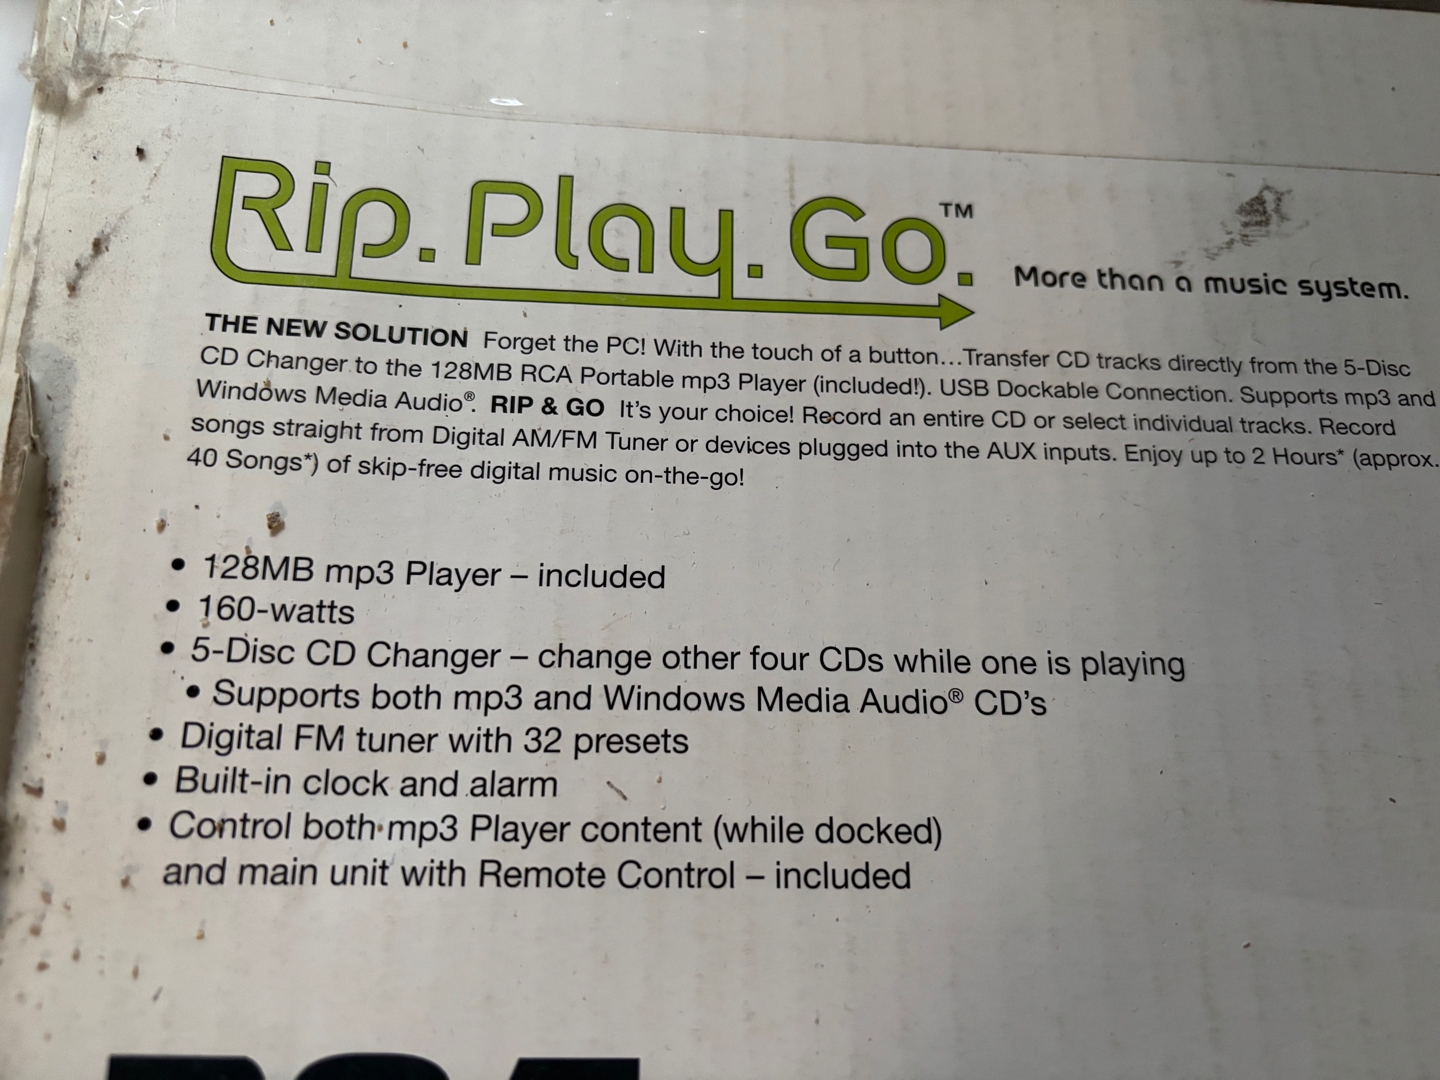 Rip. Play. Go.™
More than a music system.
THE NEW SOLUTION Forget the PC! With the touch of a button...Transfer CD tracks directly from the 5-Disc
CD Changer to the 128MB RCA Portable mp3 Player (included!). USB Dockable Connection. Supports mp3 and
Windows Media Audio®. RIP & GO It's your choice! Record an entire CD or select individual tracks. Record
songs straight from Digital AM/FM Tuner or devices plugged into the AUX inputs. Enjoy up to 2 Hours* (approx.
40 Songs*) of skip-free digital music on-the-go!
• 128MB mp3 Player – included
• 160-watts
• 5-Disc CD Changer – change other four CDs while one is playing
• Supports both mp3 and Windows Media Audio® CD's
• Digital FM tuner with 32 presets
• Built-in clock and alarm
• Control both mp3 Player content (while docked)
and main unit with Remote Control – included